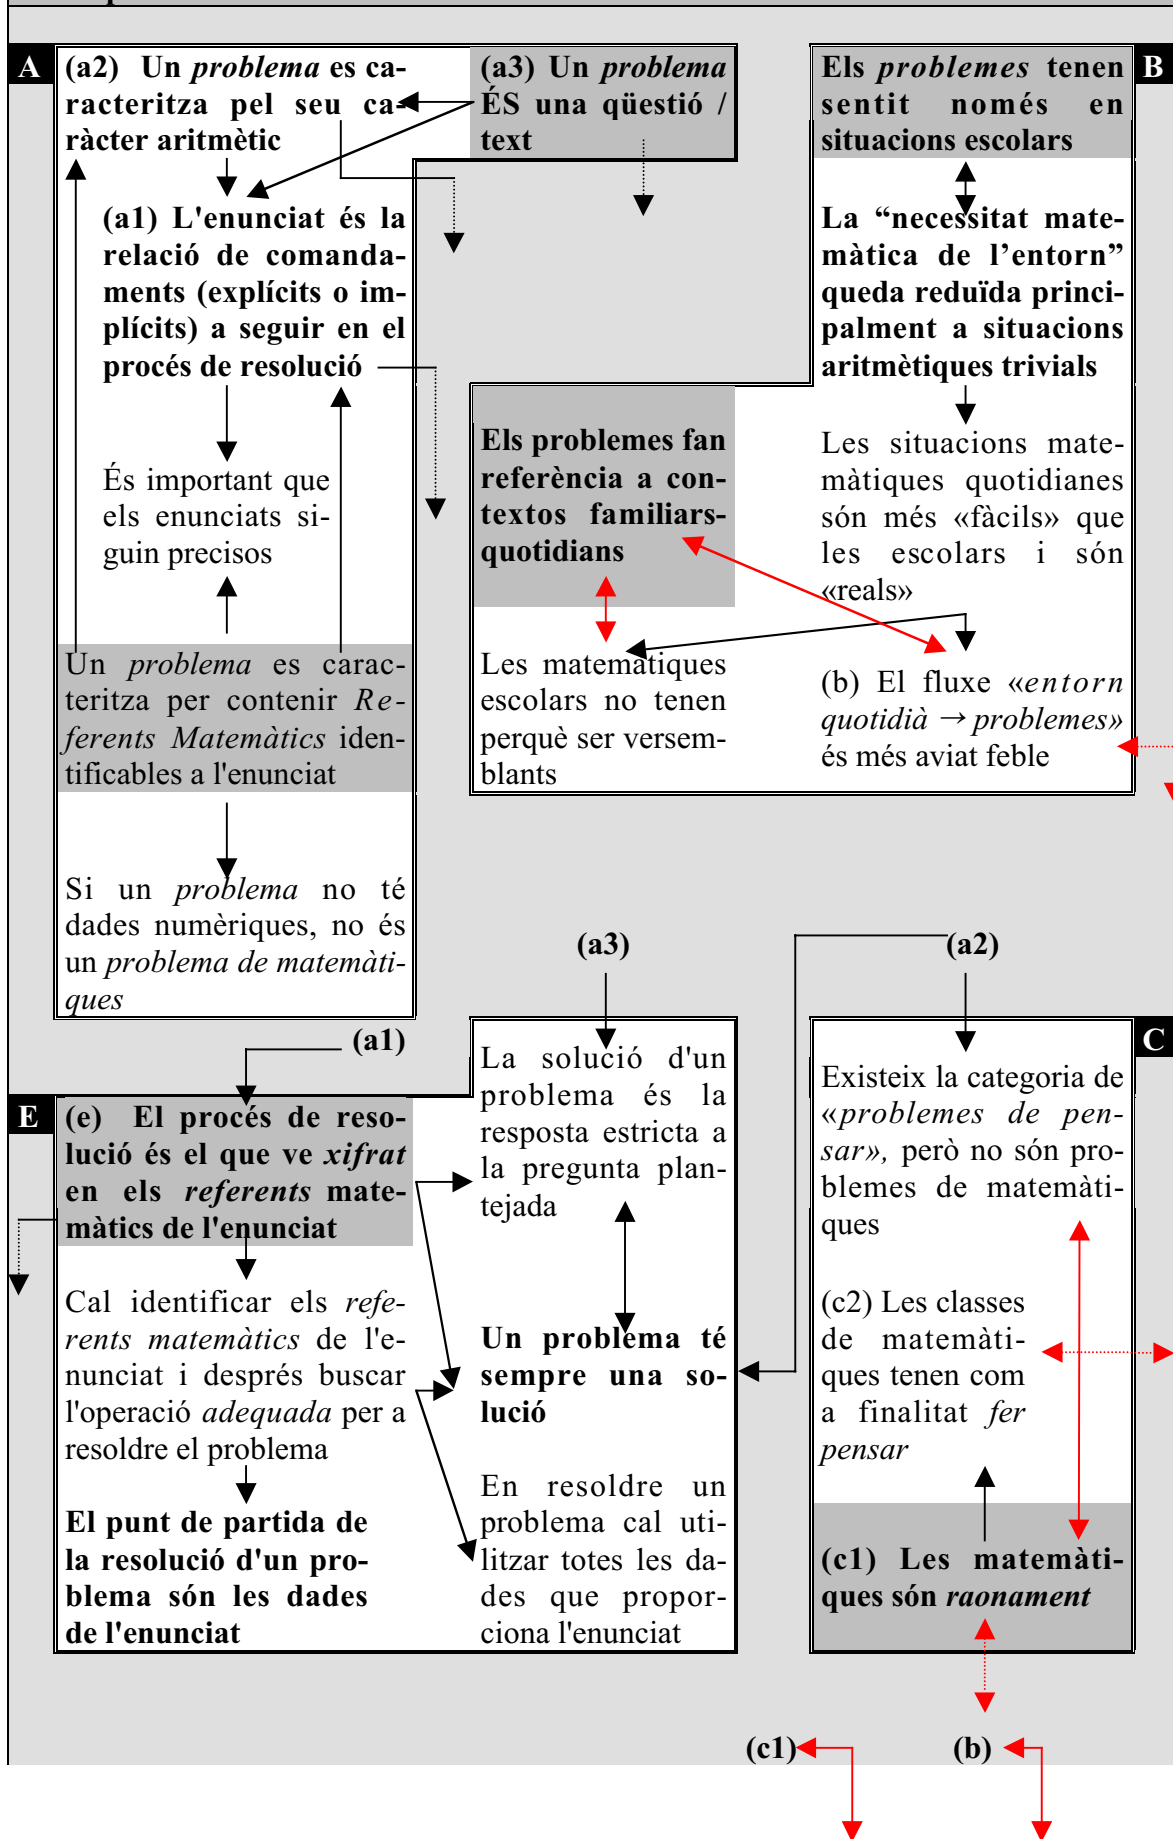 A
(a2) Un problema es ca-
racteritza pel seu ca-
ràcter aritmètic
(a3) Un problema
ÉS una qüestió /
text
(a1) L'enunciat és la
relació de comanda-
ments (explícits o im-
plícits) a seguir en el
procés de resolució
És important que
els enunciats si-
guin precisos
Un problema es carac-
teritza per contenir Re-
ferents Matemàtics iden-
tificables a l'enunciat
Si un problema no té
dades numèriques, no és
un problema de matemàti-
ques
B
Els problemes tenen
sentit només en
situacions escolars
La “necessitat mate-
màtica de l’entorn”
queda reduïda princi-
palment a situacions
aritmètiques trivials
Els problemes fan
referència a con-
textos familiars-
quotidians
Les situacions mate-
màtiques quotidianes
són més «fàcils» que
les escolars i són
«reals»
Les matemàtiques
escolars no tenen
perquè ser versem-
blants
(b) El fluxe «entorn
quotidià → problemes»
és més aviat feble
(a3)
(a2)
(a1)
E
(e) El procés de reso-
lució és el que ve xifrat
en els referents mate-
màtics de l'enunciat
Cal identificar els refe-
rents matemàtics de l'e-
nunciat i després buscar
l'operació adequada per a
resoldre el problema
El punt de partida de
la resolució d'un pro-
blema són les dades
de l'enunciat
La solució d'un
problema és la
resposta estricta a
la pregunta plan-
tejada
Un problema té
sempre una so-
lució
En resoldre un
problema cal uti-
litzar totes les da-
des que propor-
ciona l'enunciat
C
Existeix la categoria de
«problemes de pen-
sar», però no són pro-
blemes de matemàti-
ques
(c2) Les classes
de matemàti-
ques tenen com
a finalitat fer
pensar
(c1) Les matemàti-
ques són raonament
(c1)
(b)